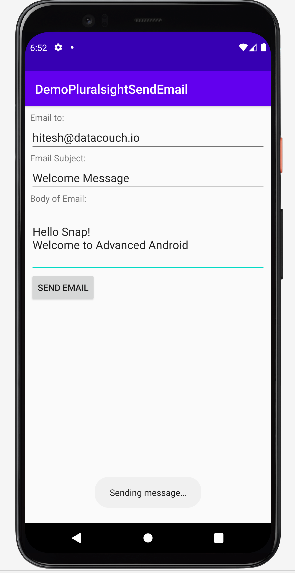 6:52
DemoPluralsightSendEmail
Email to:
hitesh@datacouch.io
Email Subject:
Welcome Message
Body of Email:
Hello Snap!
Welcome to Advanced Android
SEND EMAIL
Sending message...